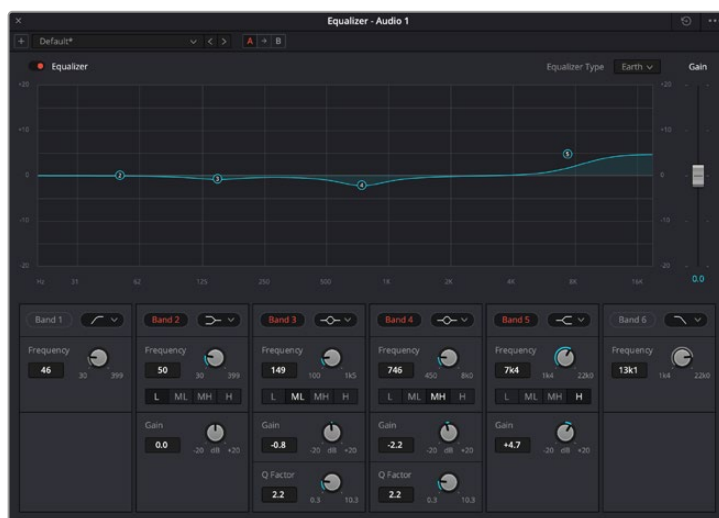 Equalizer - Audio 1
Default*
A B
Equalizer
Equalizer Type Earth Gain
+20 +20
+10 +10
0 0
-10 -10
-20 -20
2 3 4 5
Hz 31 62 125 250 500 1K 2K 4K 8K 16K
0.0
Band 1 Band 2 Band 3 Band 4 Band 5 Band 6
Frequency Frequency Frequency Frequency Frequency Frequency
46 30 399 50 30 399 149 100 1k5 746 450 8k0 7k4 1k4 22k0 13k1 1k4 22k0
L ML MH H L ML MH H L ML MH H L ML MH H
Gain Gain Gain Gain
0.0 -20 dB +20 -0.8 -20 dB +20 -2.2 -20 dB +20 +4.7 -20 dB +20
Q Factor Q Factor
2.2 0.3 10.3 2.2 0.3 10.3